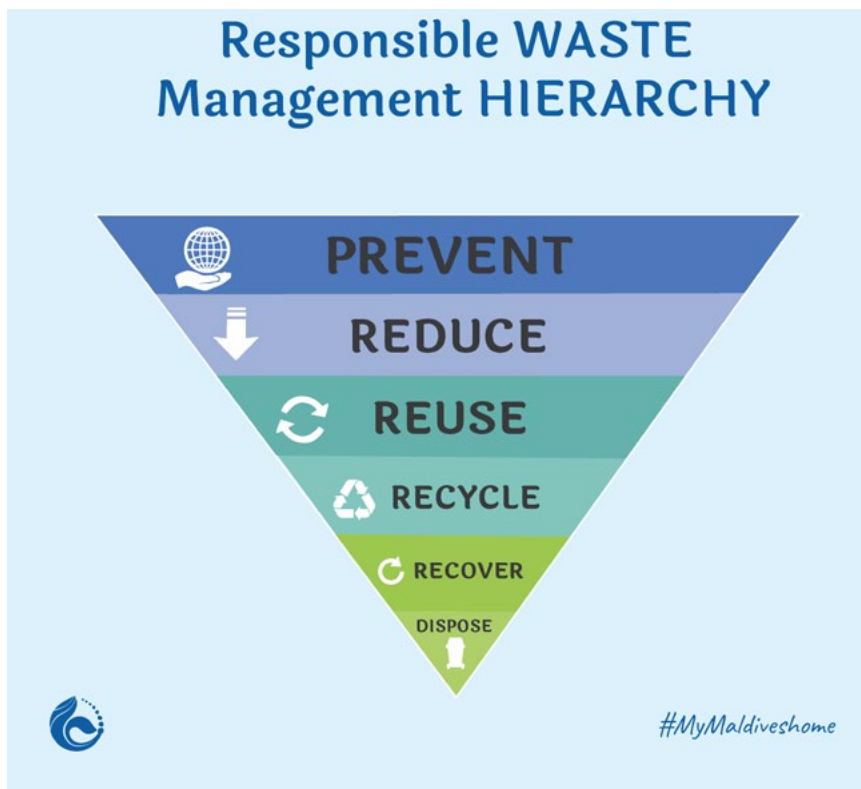 Responsible WASTE
Management HIERARCHY
PREVENT
REDUCE
REUSE
RECYCLE
RECOVER
DISPOSE
#MyMaldiveshome